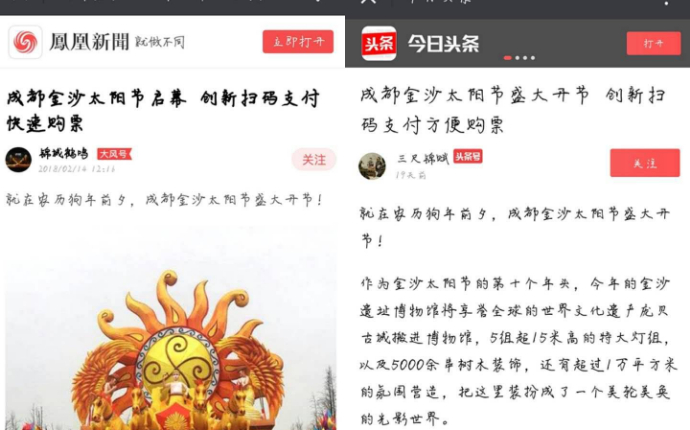 鳳凰新聞 就微不同 立即打开
成都金沙太阳节启幕 创新扫码支付
快速购票
锦城鹤鸣 大风号 关注
2018/02/14 12:11
就在农历狗年前夕，成都金沙太阳节盛大开节！
头条 今日头条 打开
成都金沙太阳节盛大开节 创新扫
码支付方便购票
三尺锦城 头条号 关注
19天前
就在农历狗年前夕，成都金沙太阳节盛大开
节！
作为金沙太阳节的第十个年头，今年的金沙
遗址博物馆将享誉全球的世界文化遗产庞贝
古城搬进博物馆，5组超15米高的特大灯组，
以及5000余串树木装饰，还有超过1万平方米
的氛围营造，把这里装扮成了一个美轮美奂
的光影世界。